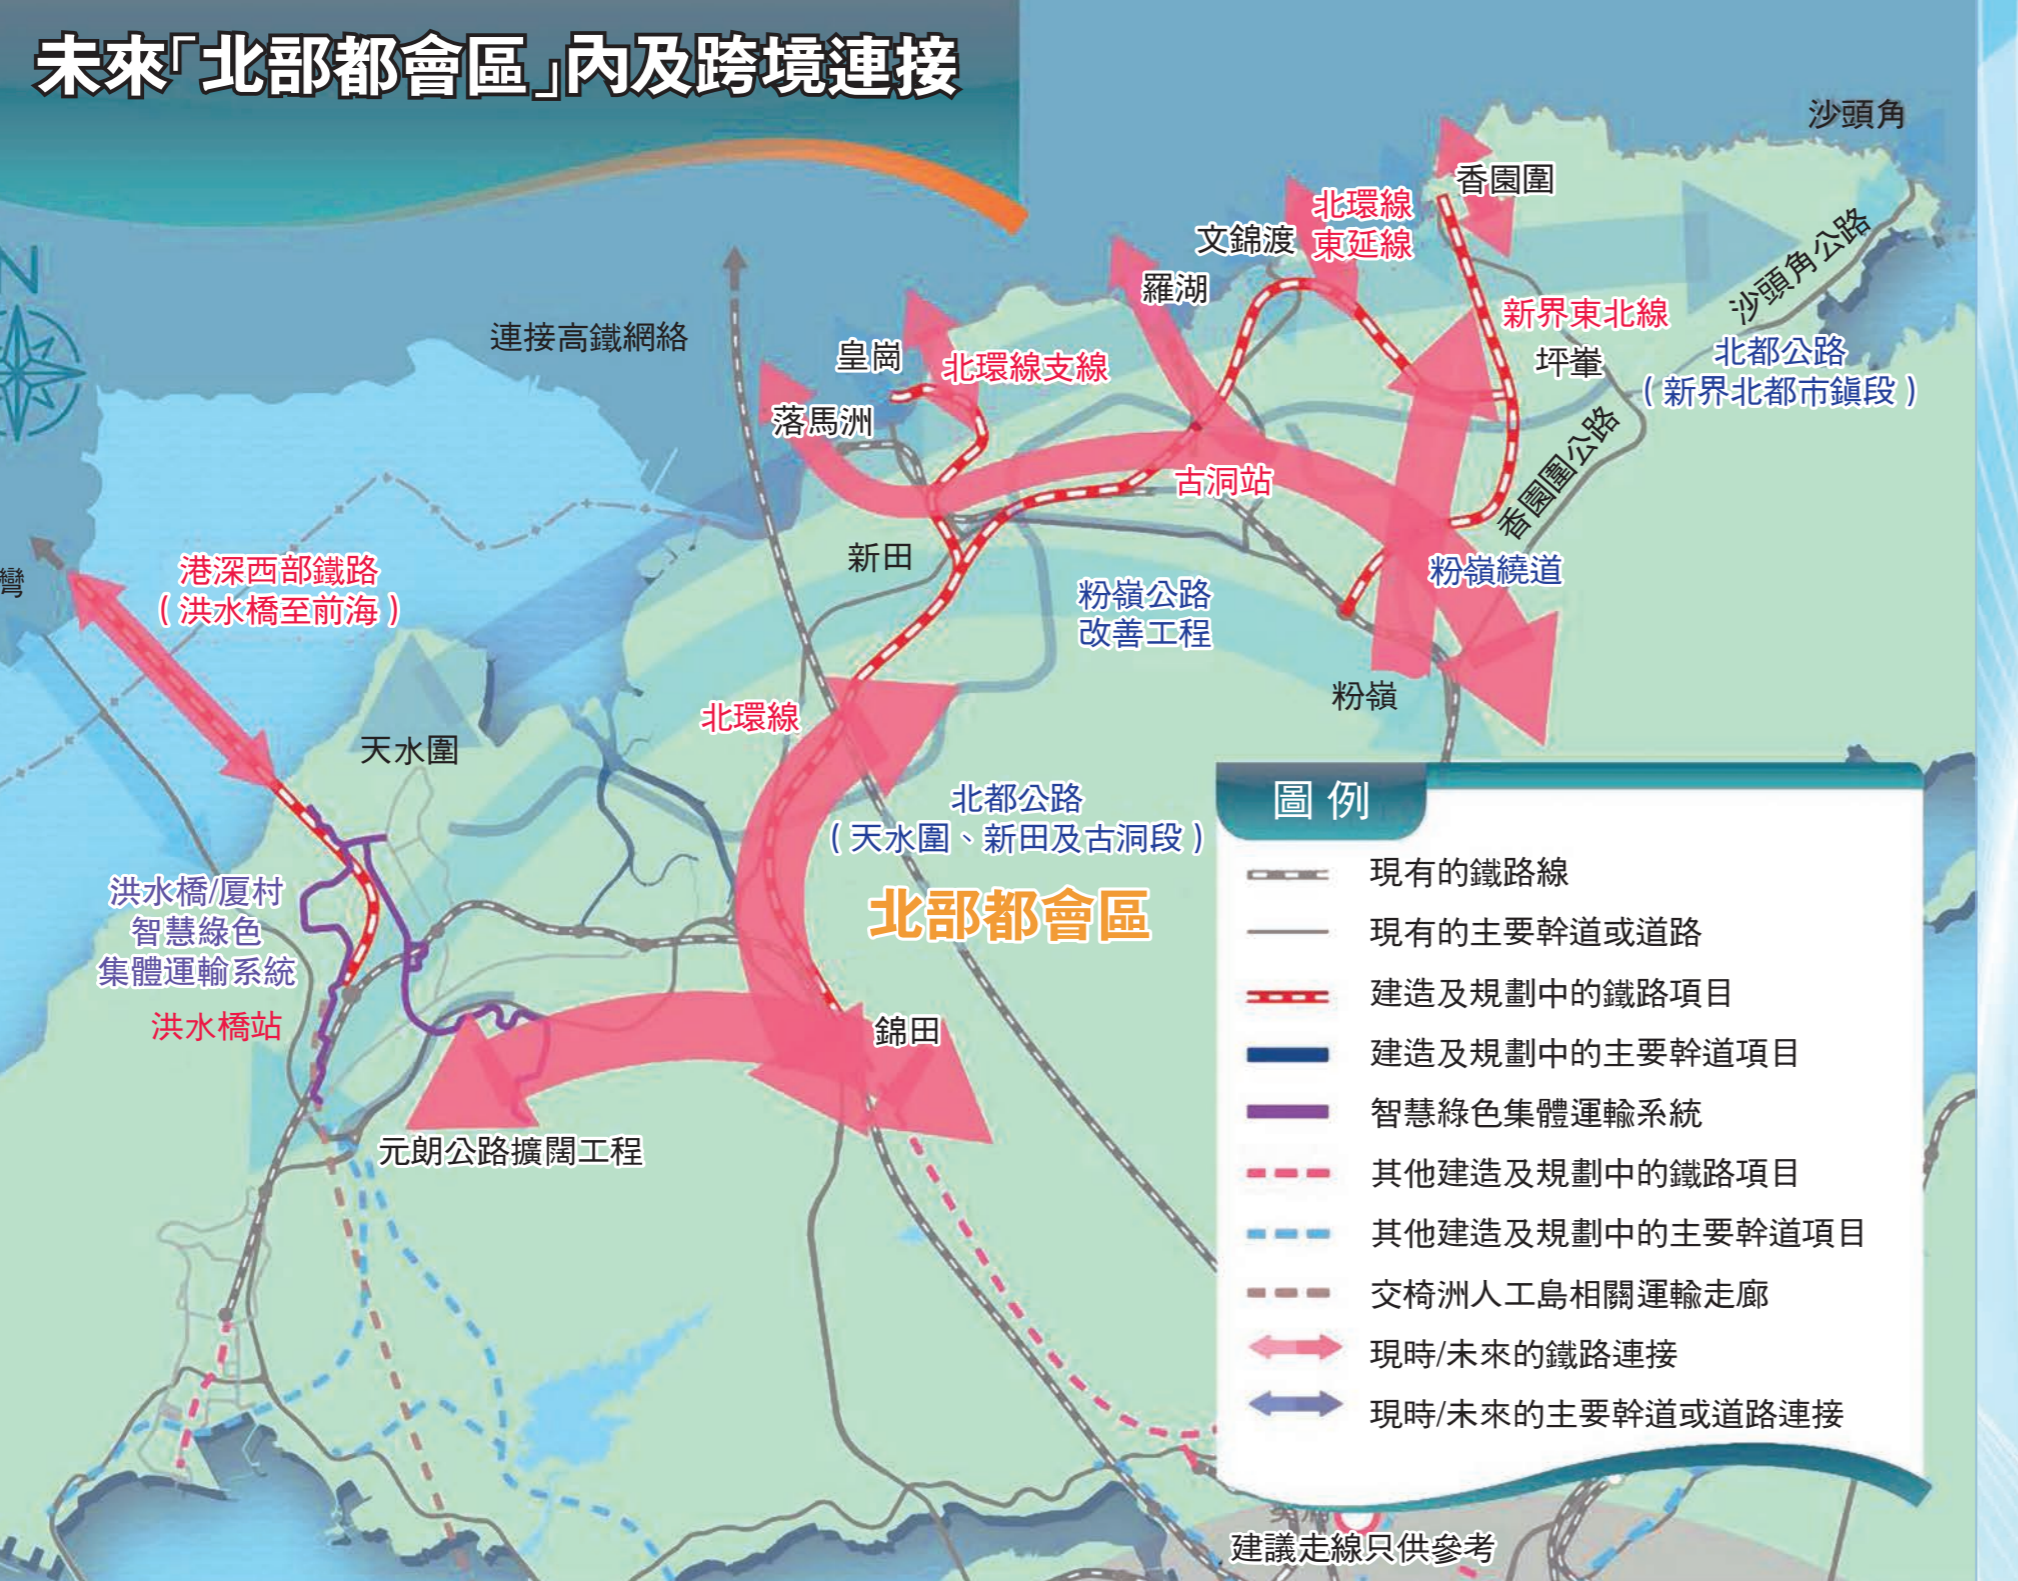 未來「北部都會區」內及跨境連接
N
沙頭角
香園圍
北環線
東延線
文錦渡
羅湖
沙頭角公路
新界東北線
坪輋
北都公路
（新界北都市鎮段）
連接高鐵網絡
皇崗
北環線支線
落馬洲
香園圍公路
古洞站
新田
粉嶺繞道
灣
港深西部鐵路
（洪水橋至前海）
粉嶺公路
改善工程
粉嶺
北環線
天水圍
北都公路
（天水圍、新田及古洞段）
北部都會區
洪水橋/厦村
智慧綠色
集體運輸系統
洪水橋站
錦田
元朗公路擴闊工程
圖例
現有的鐵路線
現有的主要幹道或道路
建造及規劃中的鐵路項目
建造及規劃中的主要幹道項目
智慧綠色集體運輸系統
其他建造及規劃中的鐵路項目
其他建造及規劃中的主要幹道項目
交椅洲人工島相關運輸走廊
現時/未來的鐵路連接
現時/未來的主要幹道或道路連接
建議走線只供參考